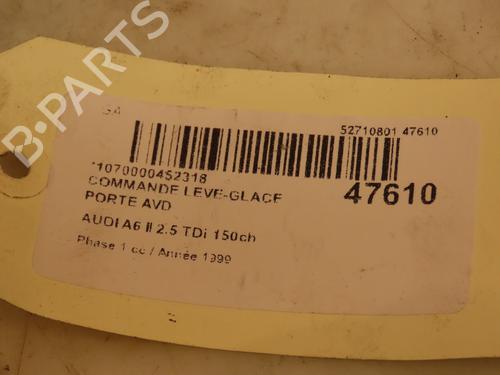 GA
52710801 47610
*1070000452318
COMMANDE LEVE-GLACE
47610
PORTE AVD
AUDI A6 II 2.5 TDi 150ch
Phase 1 cc / Année 1999
B-PARTS